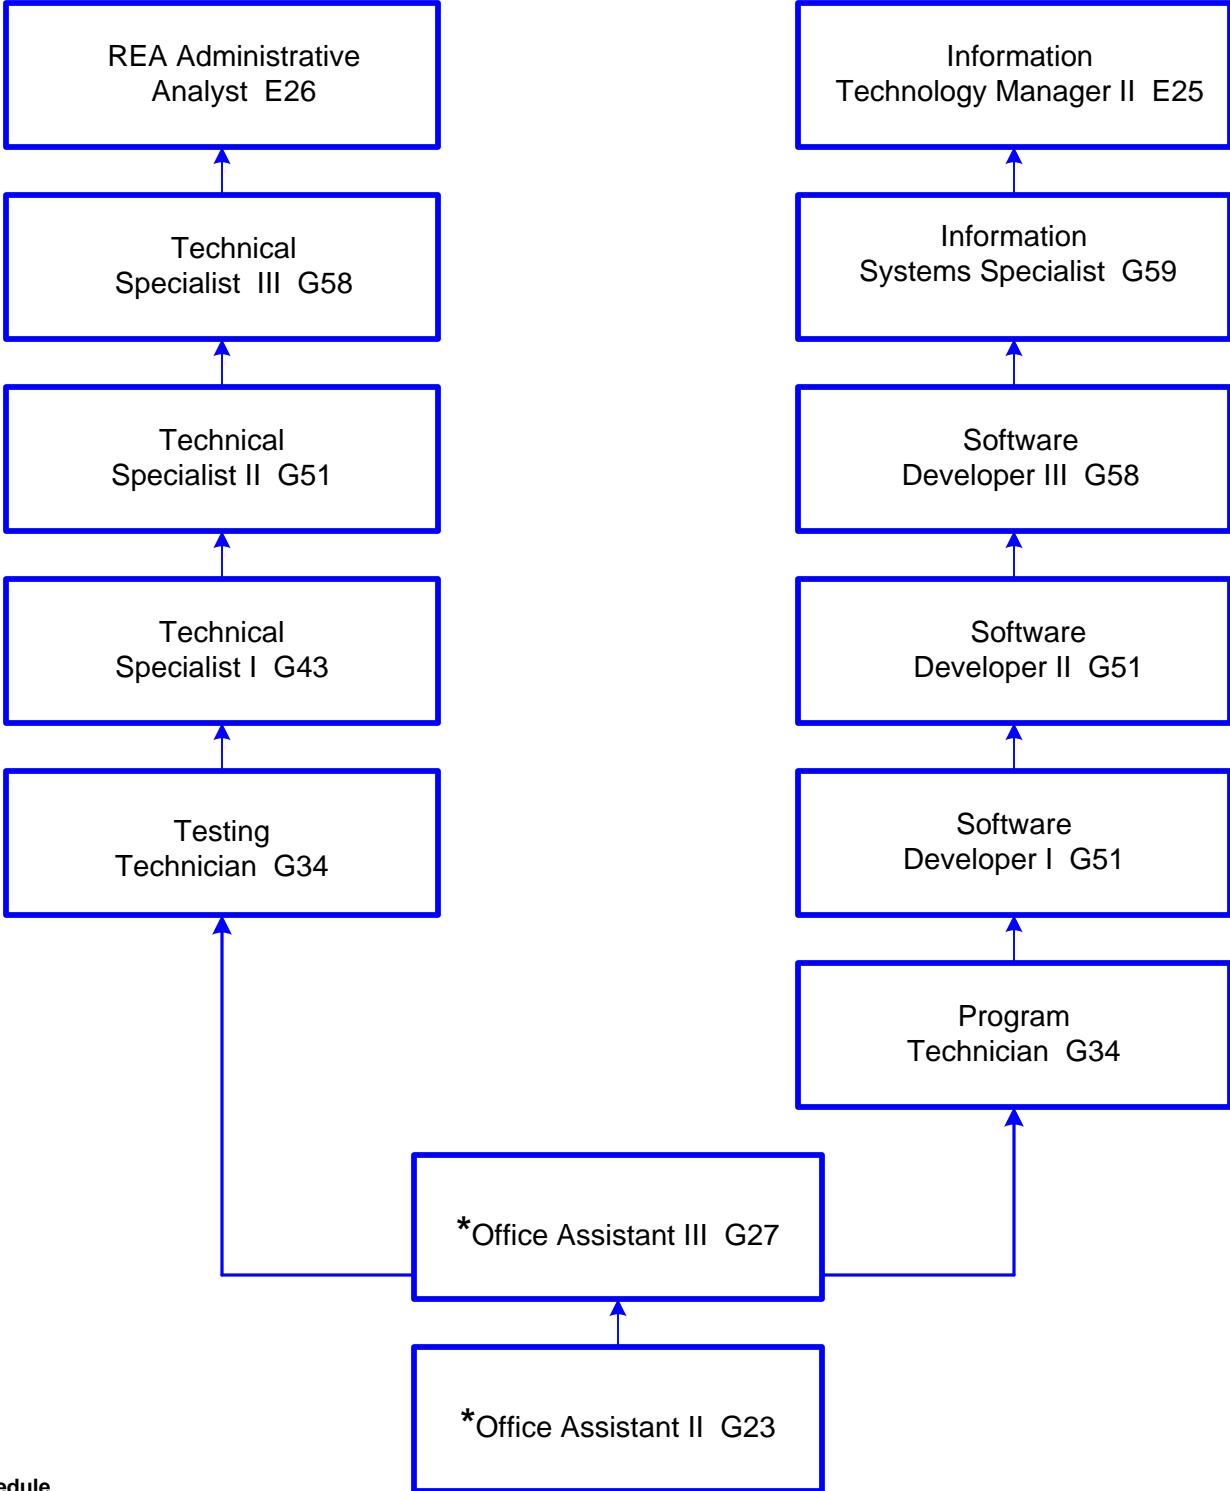 REA Administrative
Analyst E26
Information
Technology Manager II E25
Technical
Specialist III G58
Information
Systems Specialist G59
Technical
Specialist II G51
Software
Developer III G58
Technical
Specialist I G43
Software
Developer II G51
Testing
Technician G34
Software
Developer I G51
Program
Technician G34
*Office Assistant III G27
*Office Assistant II G23
edule